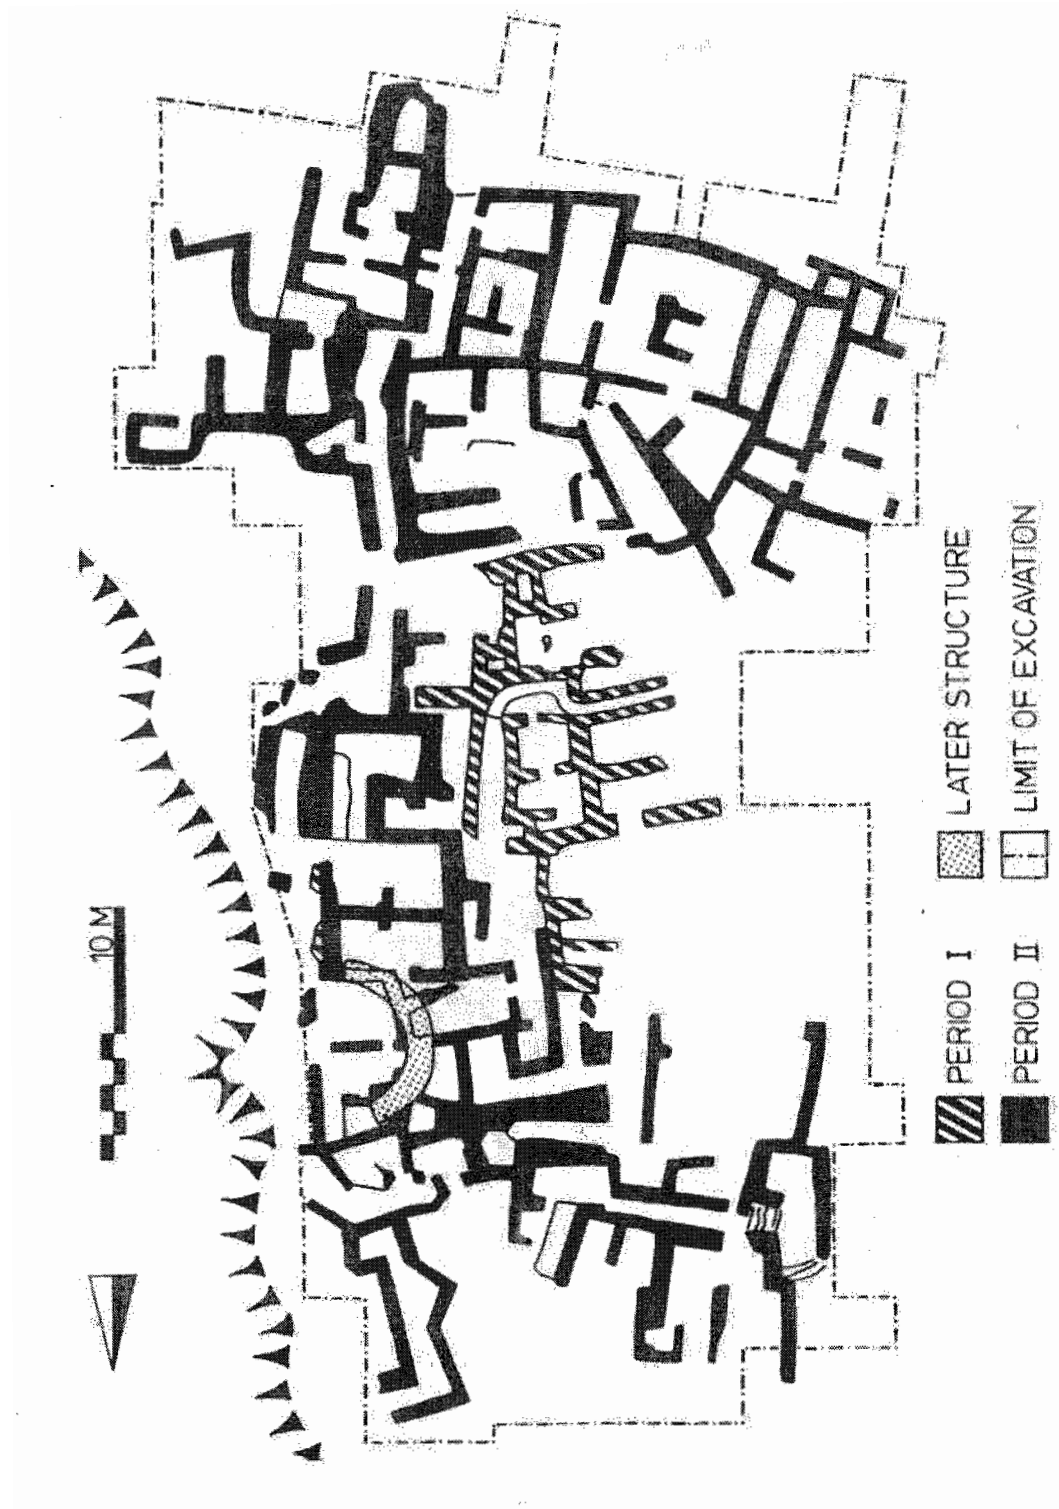 10 M
PERIOD I
LATER STRUCTURE
PERIOD II
LIMIT OF EXCAVATION